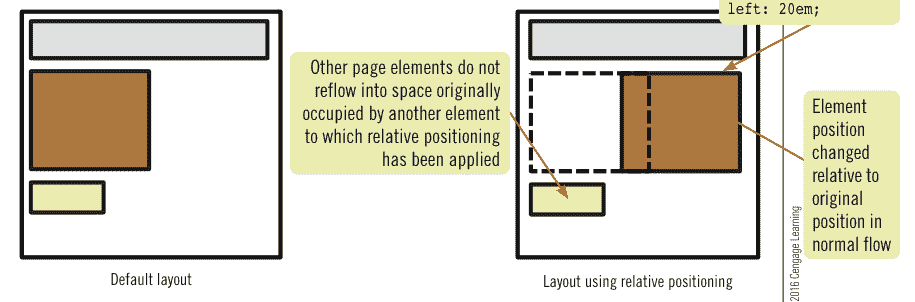 left: 20em;
Other page elements do not
reflow into space originally
occupied by another element
to which relative positioning
has been applied
Element
position
changed
relative to
original
position in
normal flow
Default layout
Layout using relative positioning
2016 Cengage Learning